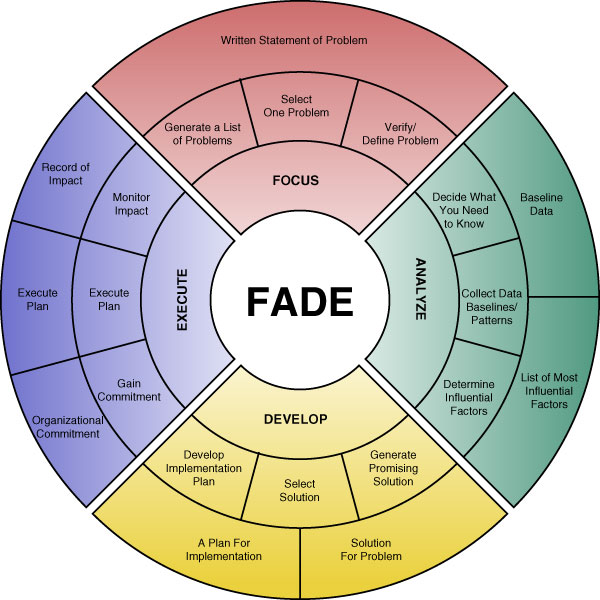 Written Statement of Problem
Generate a List
of Problems
Select
One Problem
Verify/
Define Problem
FOCUS
Decide What
You Need
to Know
Baseline
Data
ANALYZE
Collect Data
Baselines/
Patterns
Determine
Influential
Factors
List of Most
Influential
Factors
DEVELOP
Generate
Promising
Solution
Select
Solution
Develop
Implementation
Plan
Solution
For Problem
A Plan For
Implementation
EXECUTE
Gain
Commitment
Organizational
Commitment
Execute
Plan
Execute
Plan
Monitor
Impact
Record of
Impact
FADE